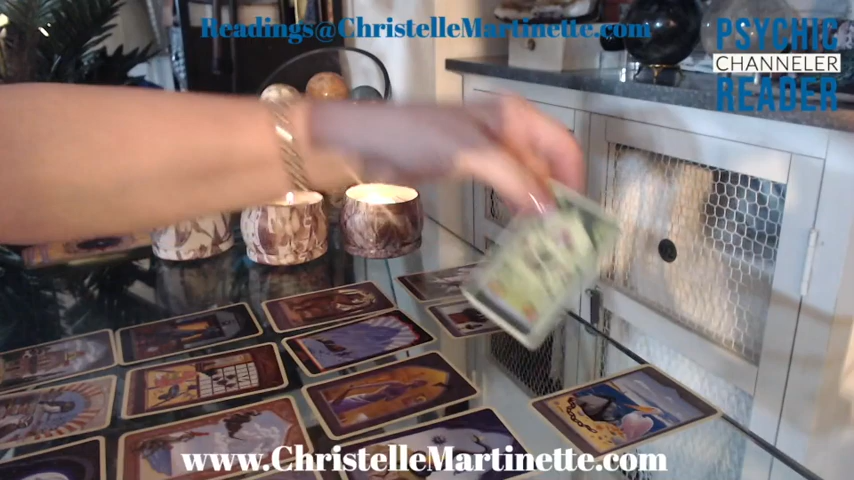 Readings@ChristelleMartinette.com
PSYCHIC
CHANNELER
READER
www.ChristelleMartinette.com